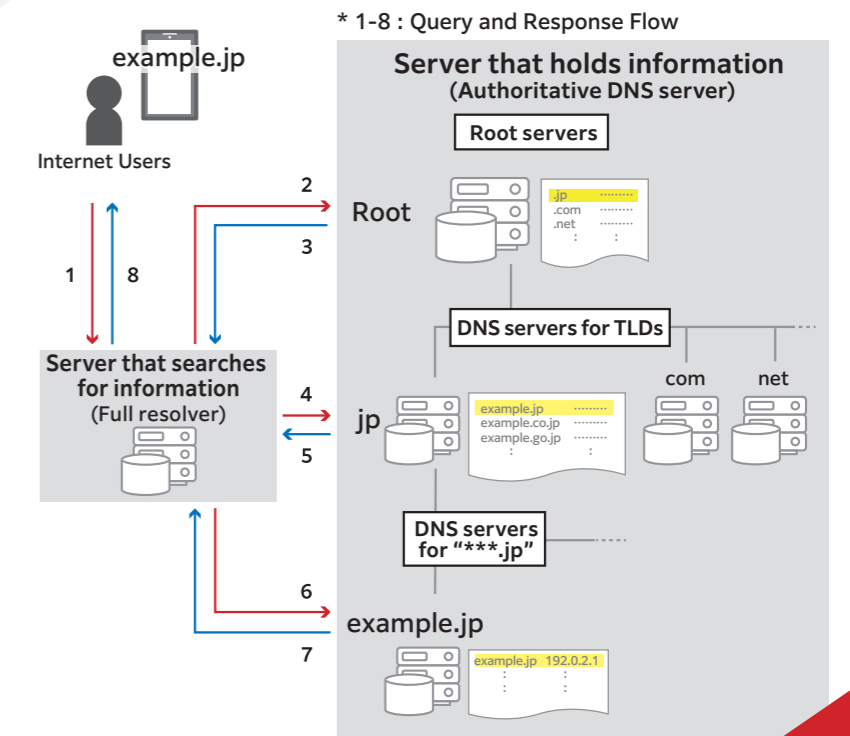 * 1-8 : Query and Response Flow
example.jp
Internet Users
Server that holds information
(Authoritative DNS server)
Root servers
Root
.jp ·········
.com ·········
.net ·········
: :
1
8
2
3
Server that searches
for information
(Full resolver)
DNS servers for TLDs
com
net
4
5
jp
example.jp ·········
example.co.jp ·········
example.go.jp ·········
: :
DNS servers
for “***.jp”
6
7
example.jp
example.jp 192.0.2.1
: :
: :